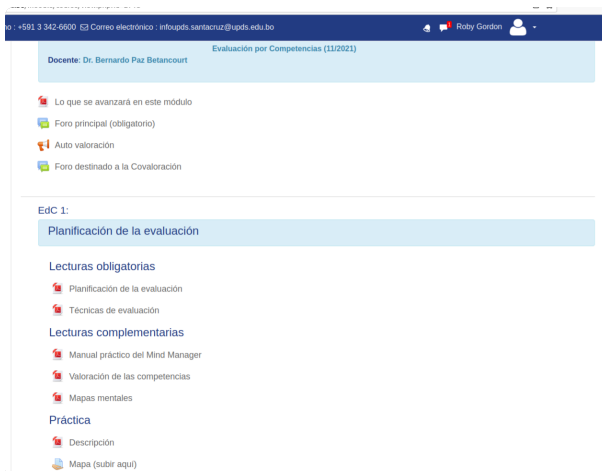 no : +591 3 342-6600 Correo electrónico : infoupds.santacruz@upds.edu.bo
1
Roby Gordon
Evaluación por Competencias (11/2021)
Docente: Dr. Bernardo Paz Betancourt
Lo que se avanzará en este módulo
Foro principal (obligatorio)
Auto valoración
Foro destinado a la Covaloración
EdC 1:
Planificación de la evaluación
Lecturas obligatorias
Planificación de la evaluación
Técnicas de evaluación
Lecturas complementarias
Manual práctico del Mind Manager
Valoración de las competencias
Mapas mentales
Práctica
Descripción
Mapa (subir aquí)